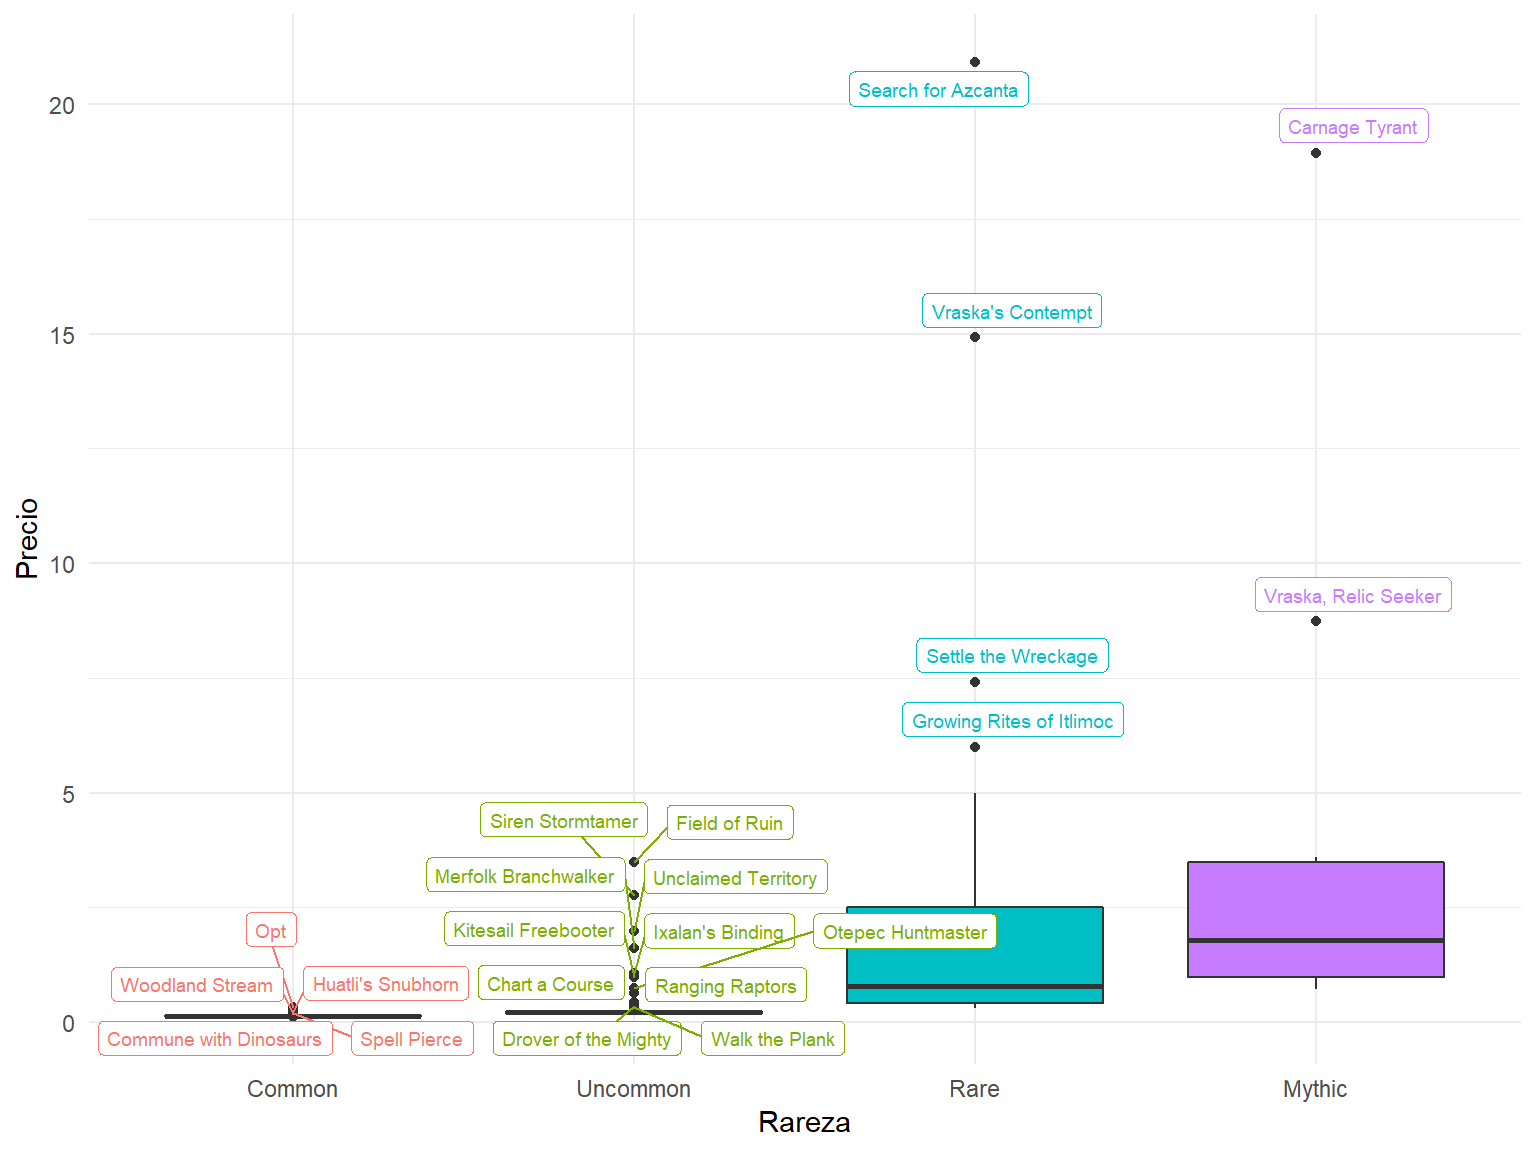 Search for Azcanta
20
Carnage Tyrant
Vraska's Contempt
15
Precio
10
Vraska, Relic Seeker
Settle the Wreckage
Growing Rites of Itlimoc
5
Siren Stormtamer
Field of Ruin
Merfolk Branchwalker
Unclaimed Territory
Opt
Kitesail Freebooter
Ixalan's Binding
Otepec Huntmaster
Woodland Stream
Huatli's Snubhorn
Chart a Course
Ranging Raptors
0
Commune with Dinosaurs
Spell Pierce
Drover of the Mighty
Walk the Plank
Common
Uncommon
Rare
Mythic
Rareza